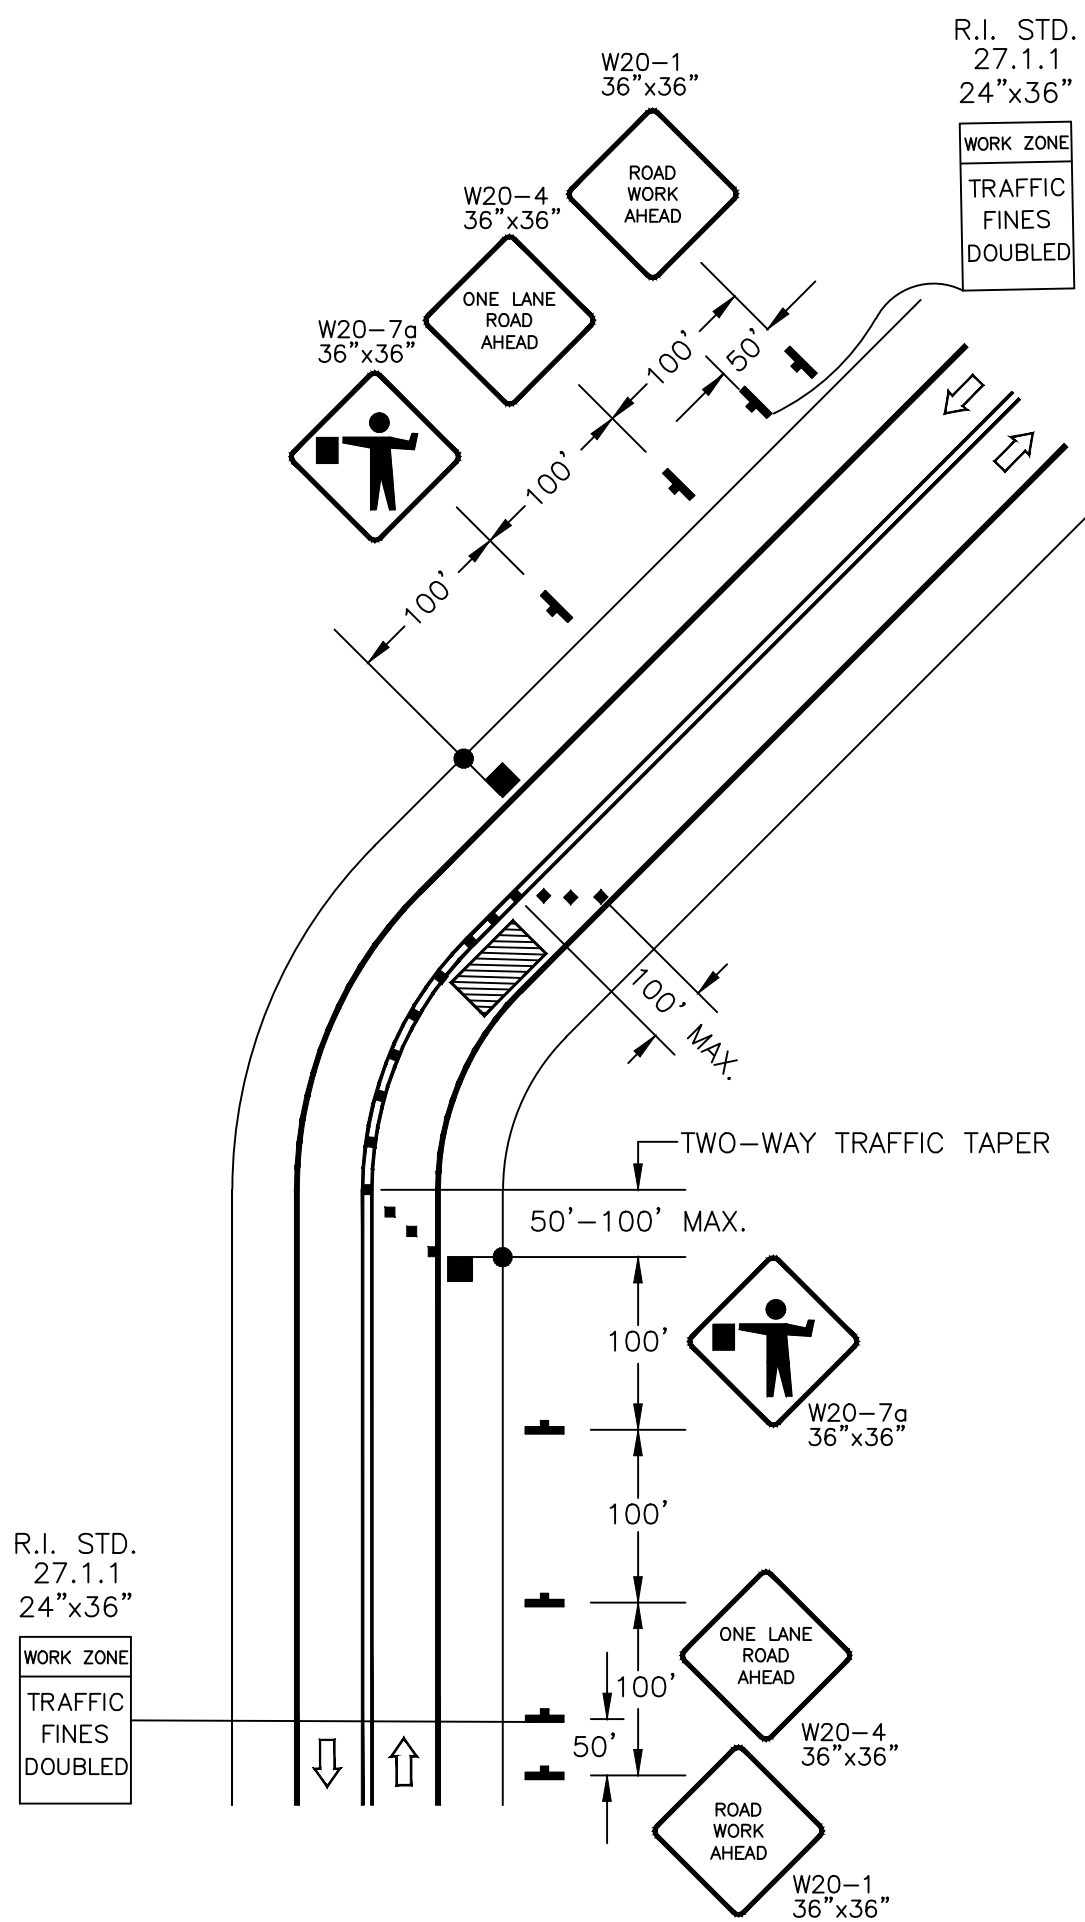 R.I. STD.
27.1.1
24”x36”
WORK ZONE
TRAFFIC
FINES
DOUBLED
W20-1
36”x36”
ROAD
WORK
AHEAD
W20-4
36”x36”
ONE LANE
ROAD
AHEAD
W20-7a
36”x36”
50’
100’
100’
100’
100’ MAX.
TWO-WAY TRAFFIC TAPER
50’-100’ MAX.
100’
W20-7a
36”x36”
100’
R.I. STD.
27.1.1
24”x36”
WORK ZONE
TRAFFIC
FINES
DOUBLED
ONE LANE
ROAD
AHEAD
100’
W20-4
36”x36”
50’
ROAD
WORK
AHEAD
W20-1
36”x36”